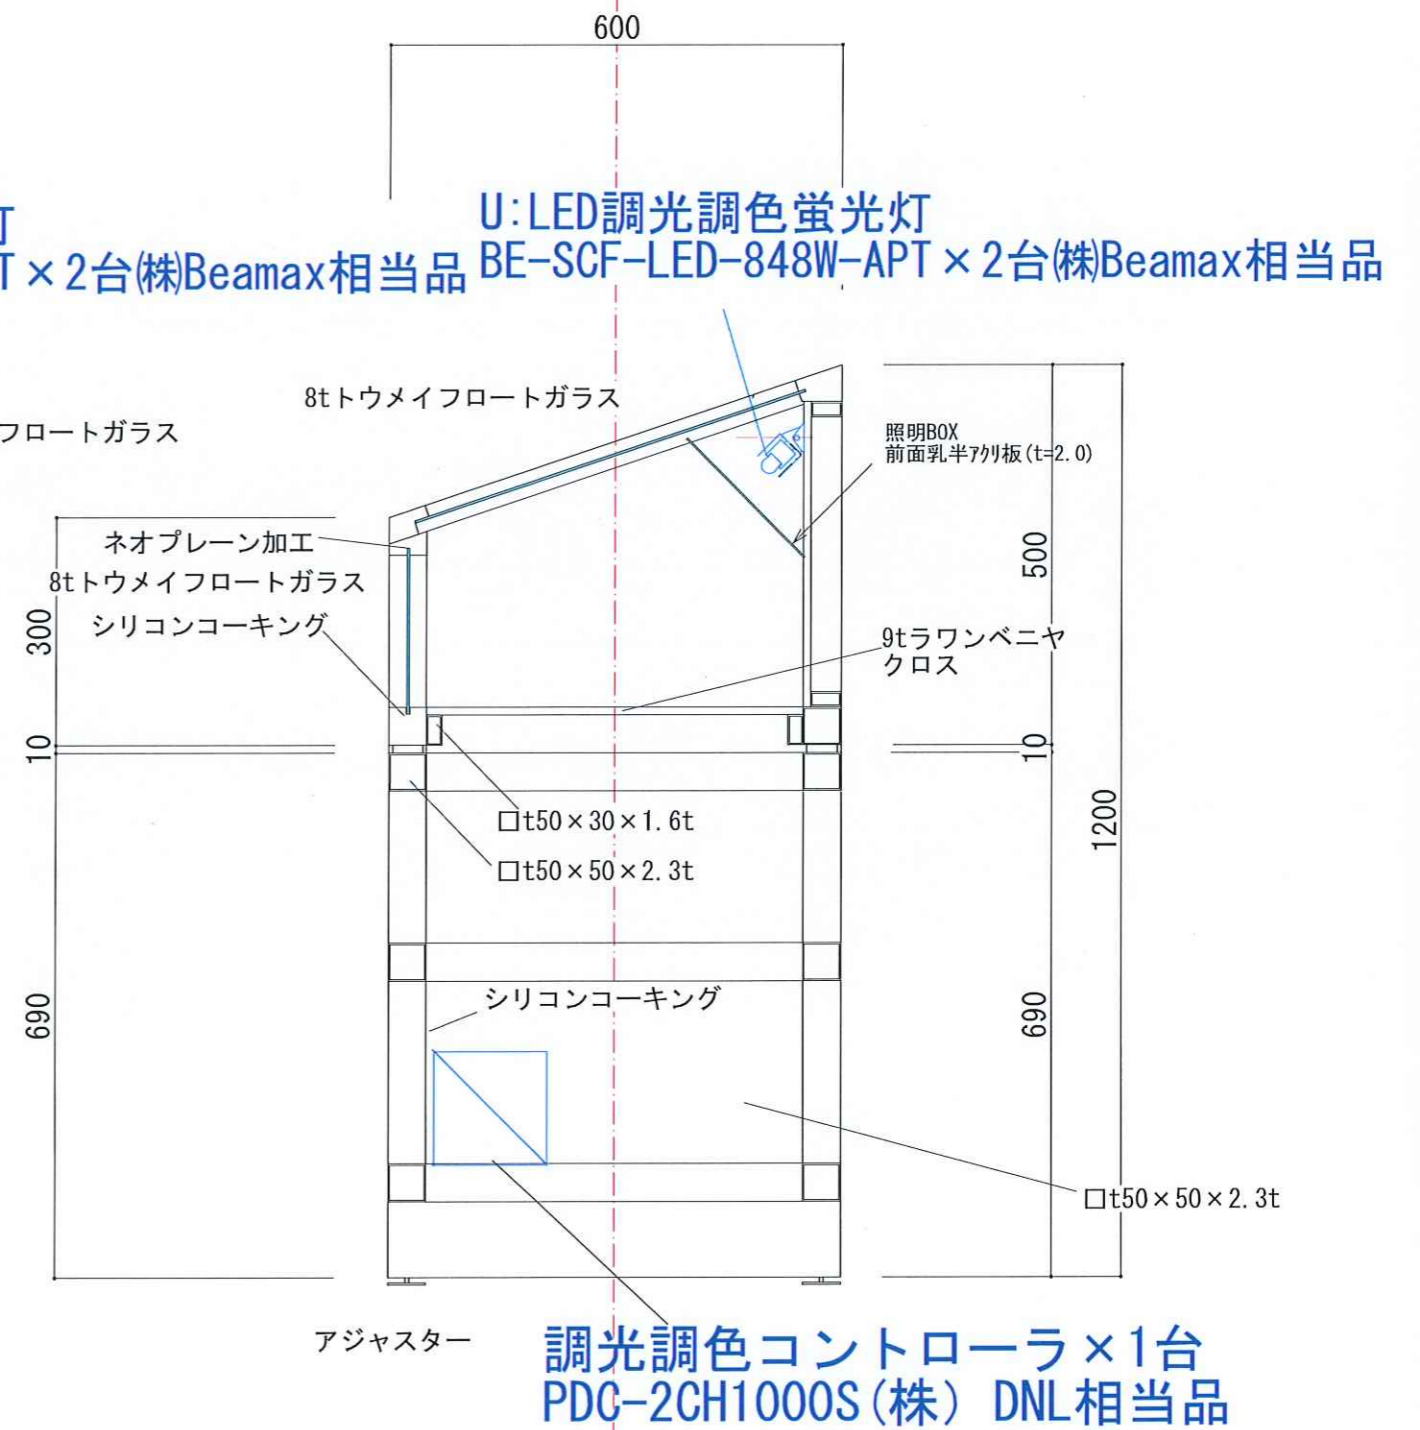 600
灯
U:LED調光調色蛍光灯
T×2台㈱Beamax相当品
BE-SCF-LED-848W-APT×2台㈱Beamax相当品
8tトウメイフロートガラス
フロートガラス
照明BOX
前面乳半アクリ板(t=2.0)
ネオプレーン加工
8tトウメイフロートガラス
シリコンコーキング
300
500
9tラワンベニヤ
クロス
10
10
□t50×30×1.6t
□t50×50×2.3t
1200
シリコンコーキング
690
690
□t50×50×2.3t
アジャスター
調光調色コントローラ×1台
PDC-2CH1000S(株) DNL相当品